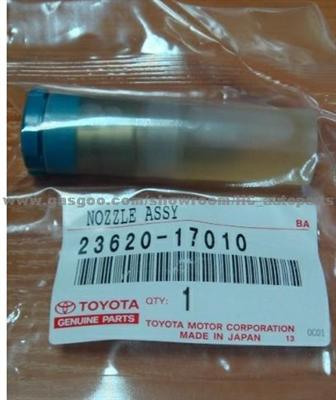 www.gasgoo.com/showroom/hc_autoparts
NOZZLE ASSY
BA
23620-17010
TOYOTA
GENUINE PARTS
QTY: 1
TOYOTA MOTOR CORPORATION
MADE IN JAPAN 13